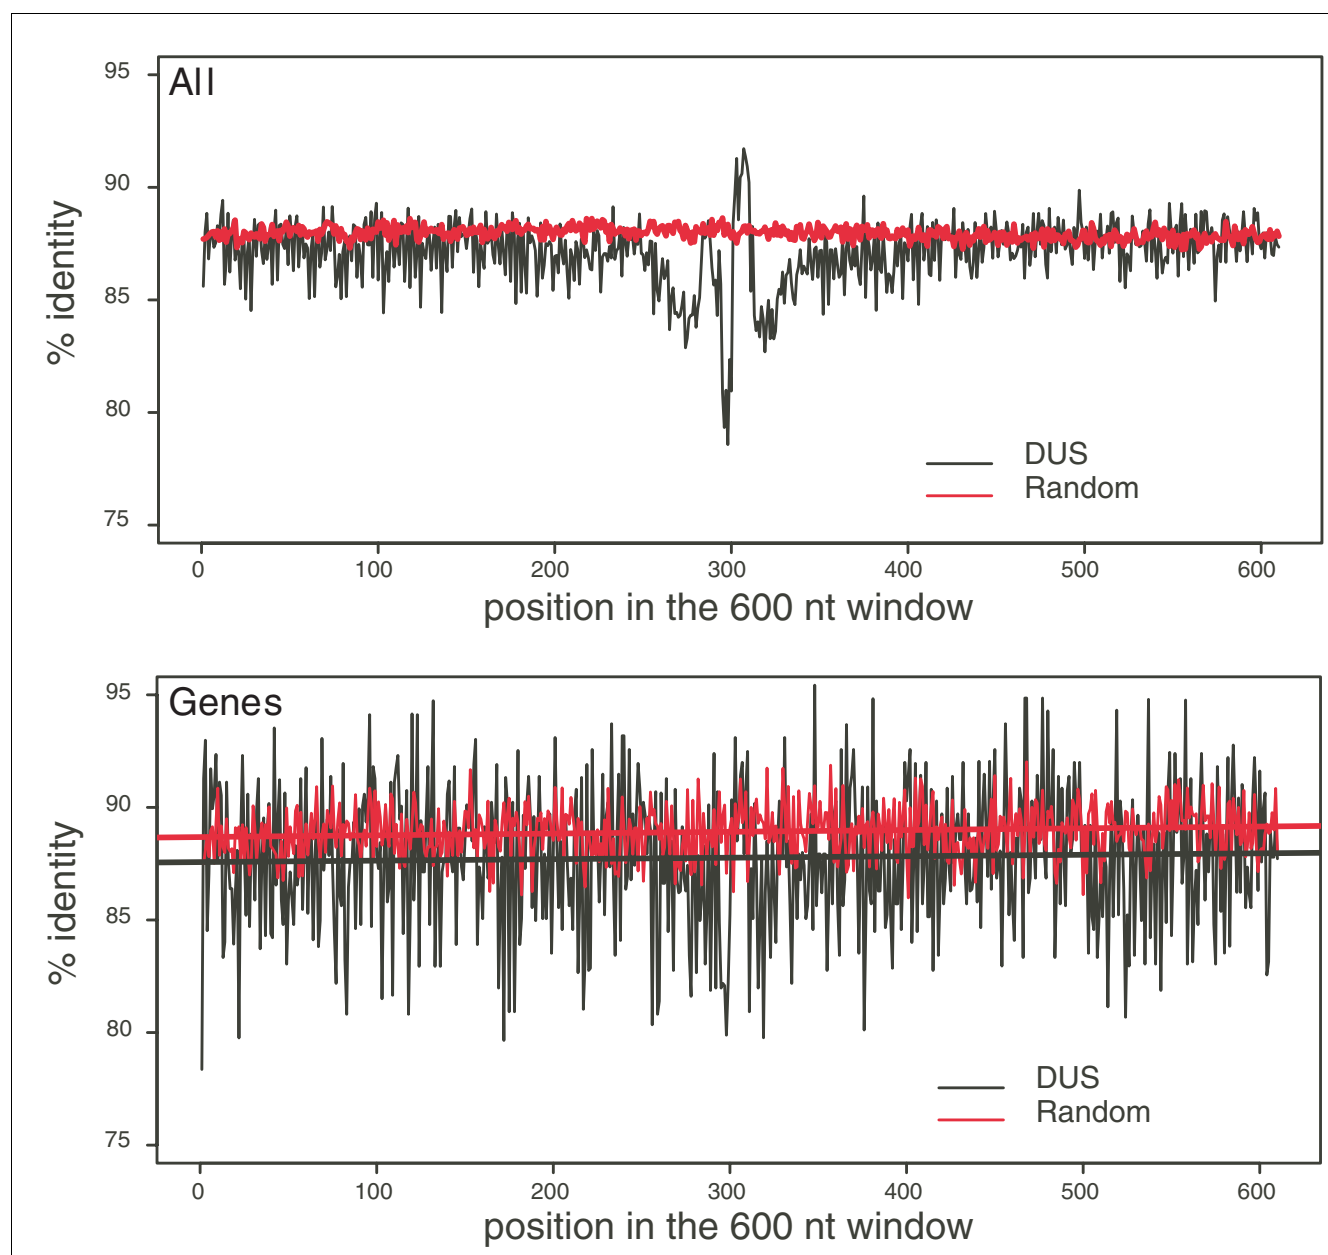 All
95
90
85
80
75
% identity
DUS
Random
0 100 200 300 400 500 600
position in the 600 nt window
Genes
95
90
85
80
75
% identity
DUS
Random
0 100 200 300 400 500 600
position in the 600 nt window